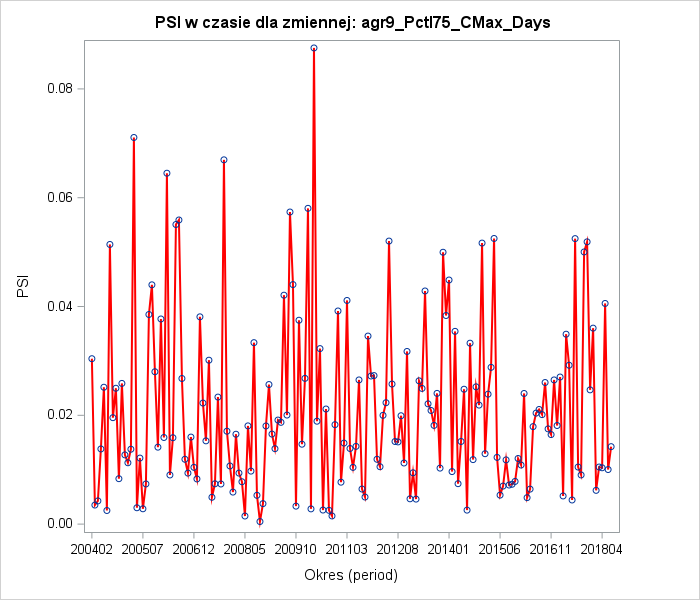 PSI w czasie dla zmiennej: agr9_Pctl75_CMax_Days
0.08
0.06
0.04
0.02
0.00
PSI
200402 200507 200612 200805 200910 201103 201208 201401 201506 201611 201804
Okres (period)